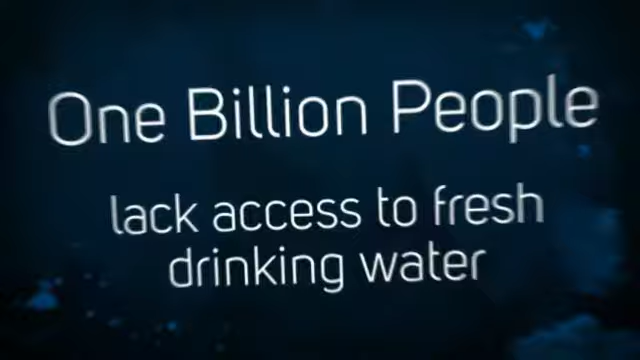 One Billion People
lack access to fresh
drinking water